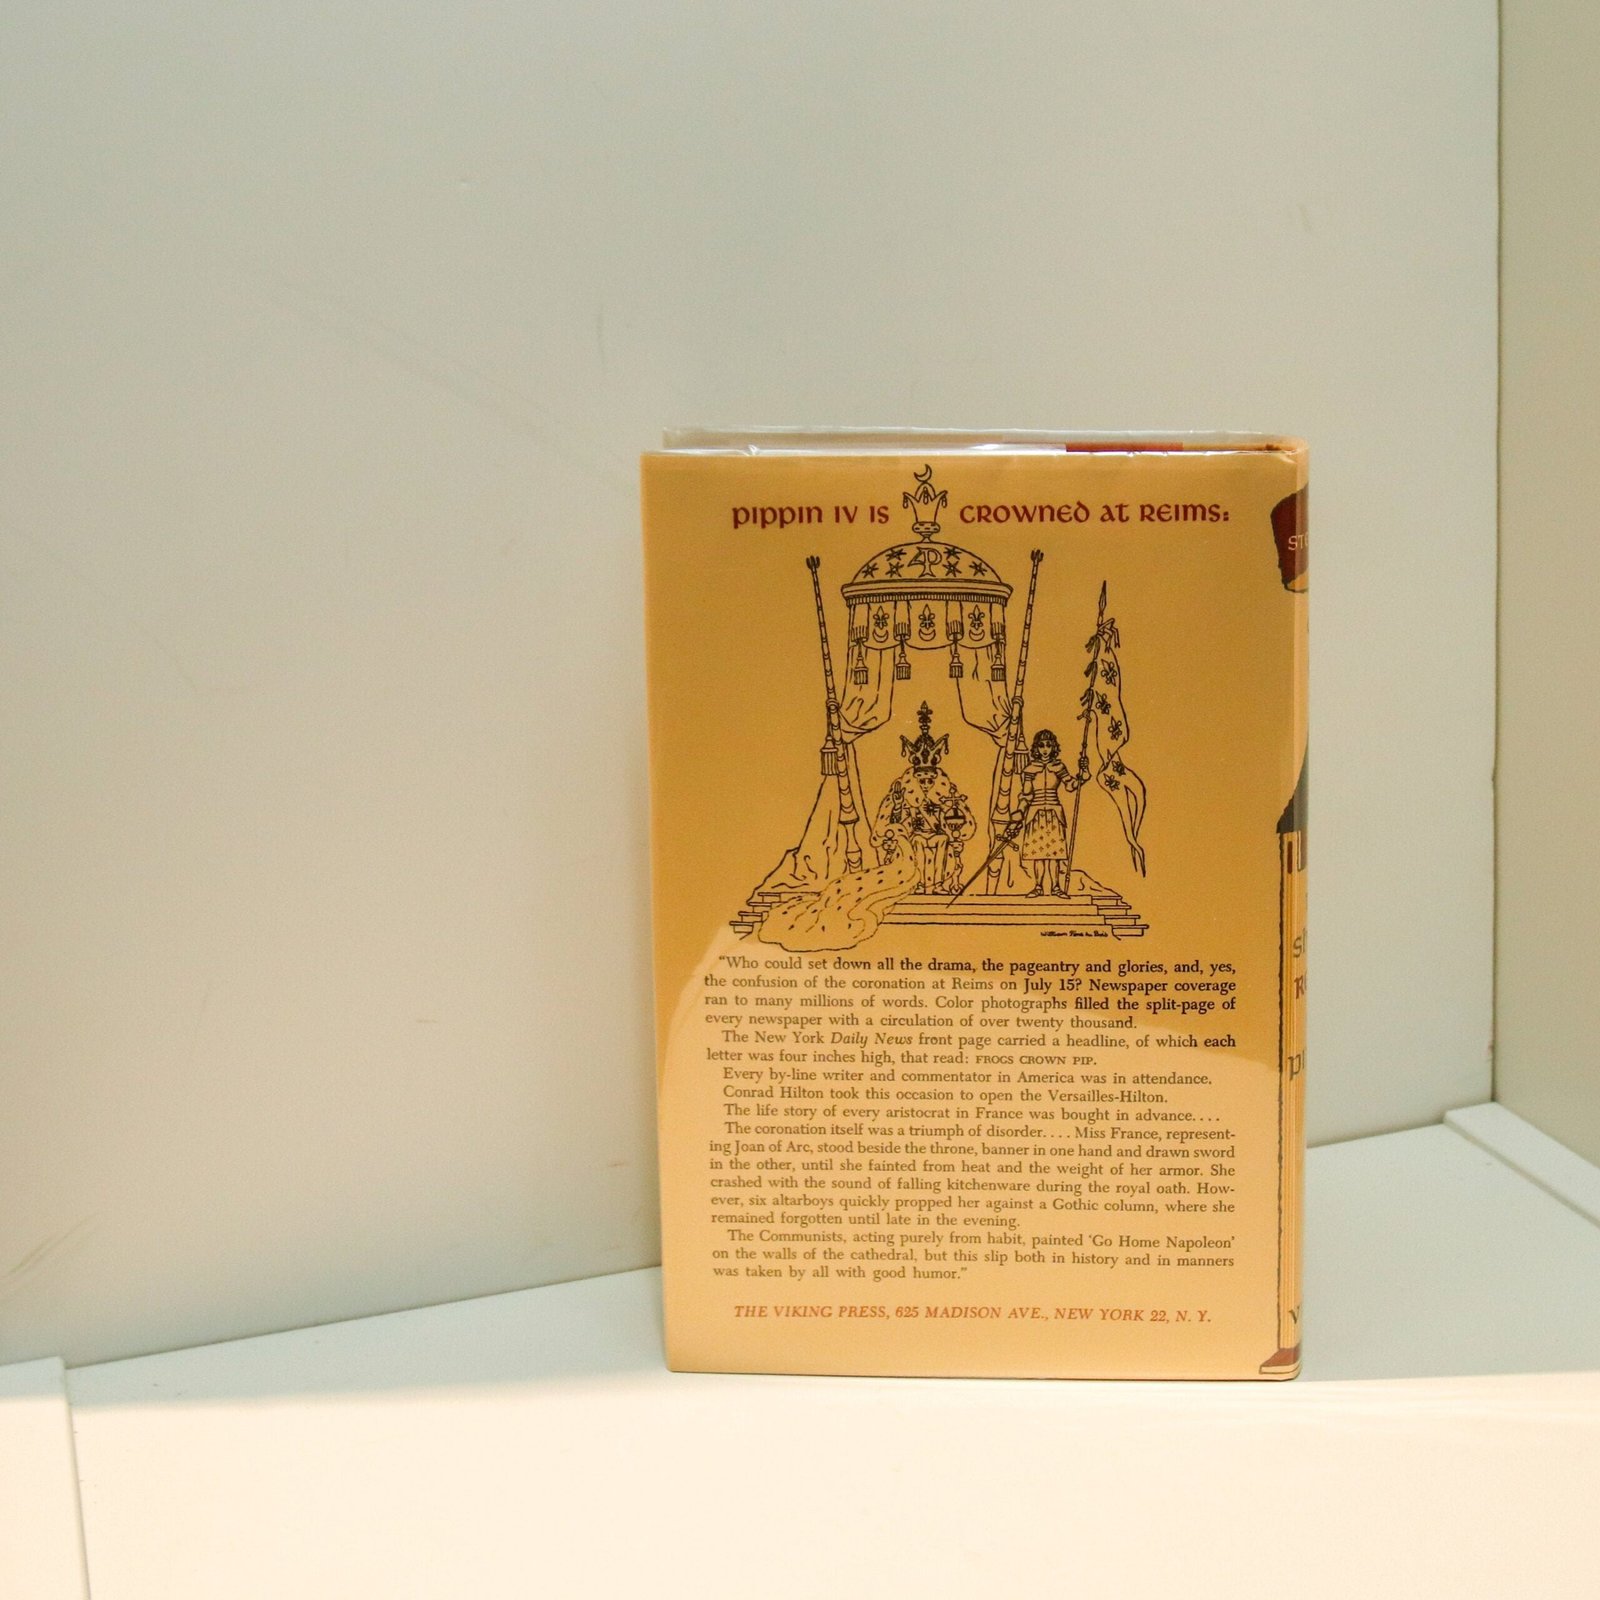 PIPPIN IV IS CROWNED AT REIMS:
P
"Who could set down all the drama, the pageantry and glories, and, yes,
the confusion of the coronation at Reims on July 15? Newspaper coverage
ran to many millions of words. Color photographs filled the split-page of
every newspaper with a circulation of over twenty thousand.
The New York Daily News front page carried a headline, of which each
letter was four inches high, that read: FROGS CROWN PIP.
Every by-line writer and commentator in America was in attendance.
Conrad Hilton took this occasion to open the Versailles-Hilton.
The life story of every aristocrat in France was bought in advance....
The coronation itself was a triumph of disorder.... Miss France, represent-
ing Joan of Arc, stood beside the throne, banner in one hand and drawn sword
in the other, until she fainted from heat and the weight of her armor. She
crashed with the sound of falling kitchenware during the royal oath. How-
ever, six altarboys quickly propped her against a Gothic column, where she
remained forgotten until late in the evening.
The Communists, acting purely from habit, painted 'Go Home Napoleon'
on the walls of the cathedral, but this slip both in history and in manners
was taken by all with good humor."
THE VIKING PRESS, 625 MADISON AVE., NEW YORK 22, N. Y.